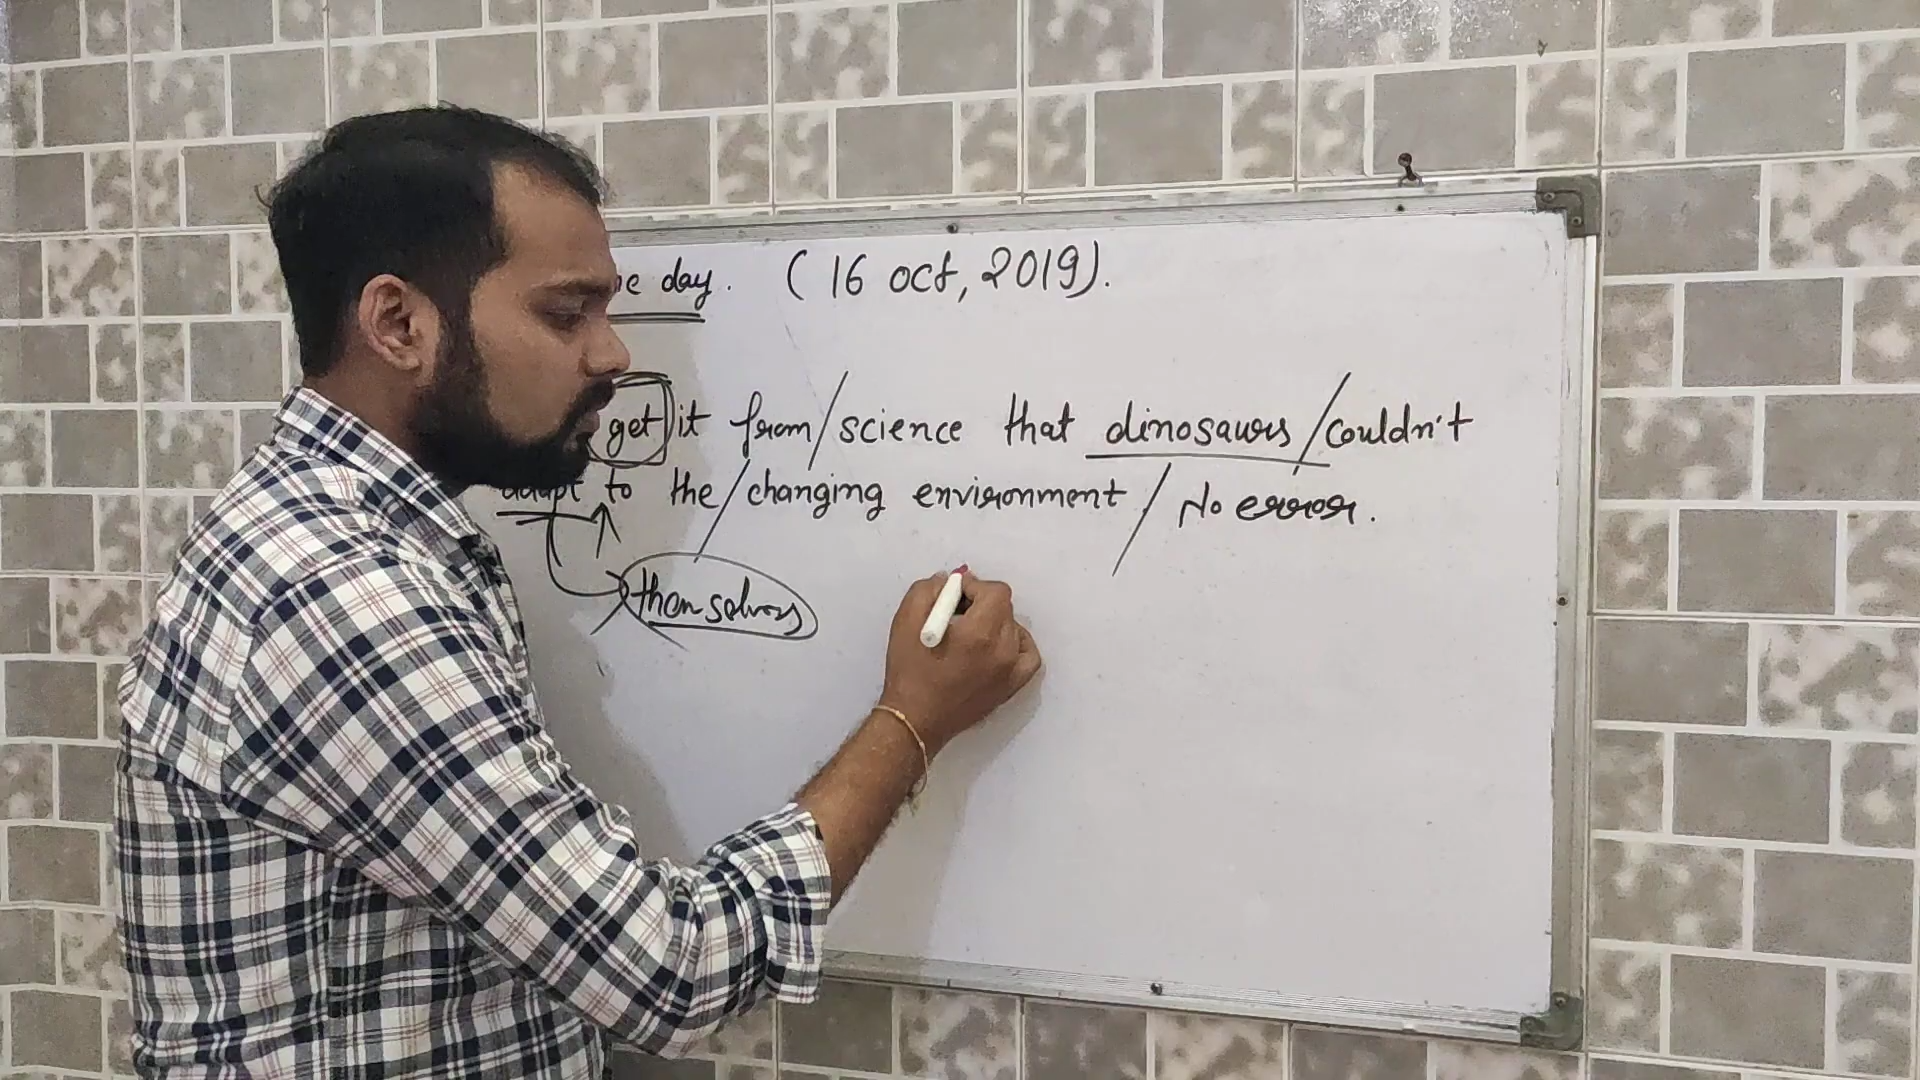 day. (16 oct, 2019).
get it from/science that dinosaurs/couldn't
adapt to the/changing environment/No error.
themselves